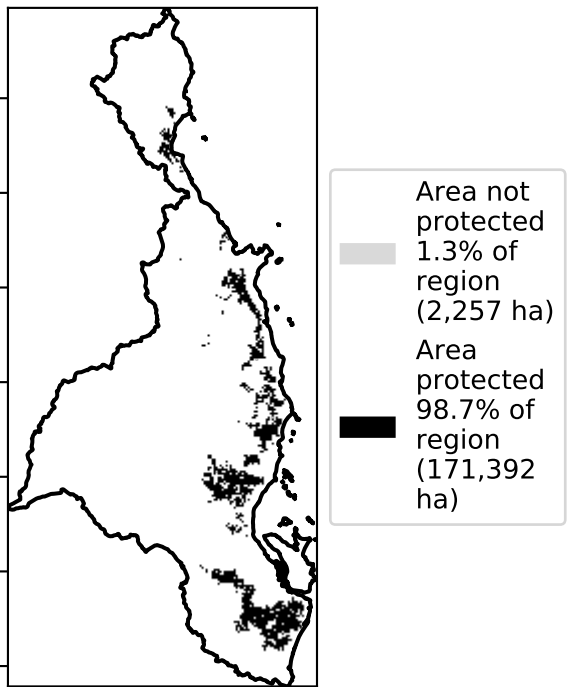 Area not
protected
1.3% of
region
(2,257 ha)
Area
protected
98.7% of
region
(171,392
ha)